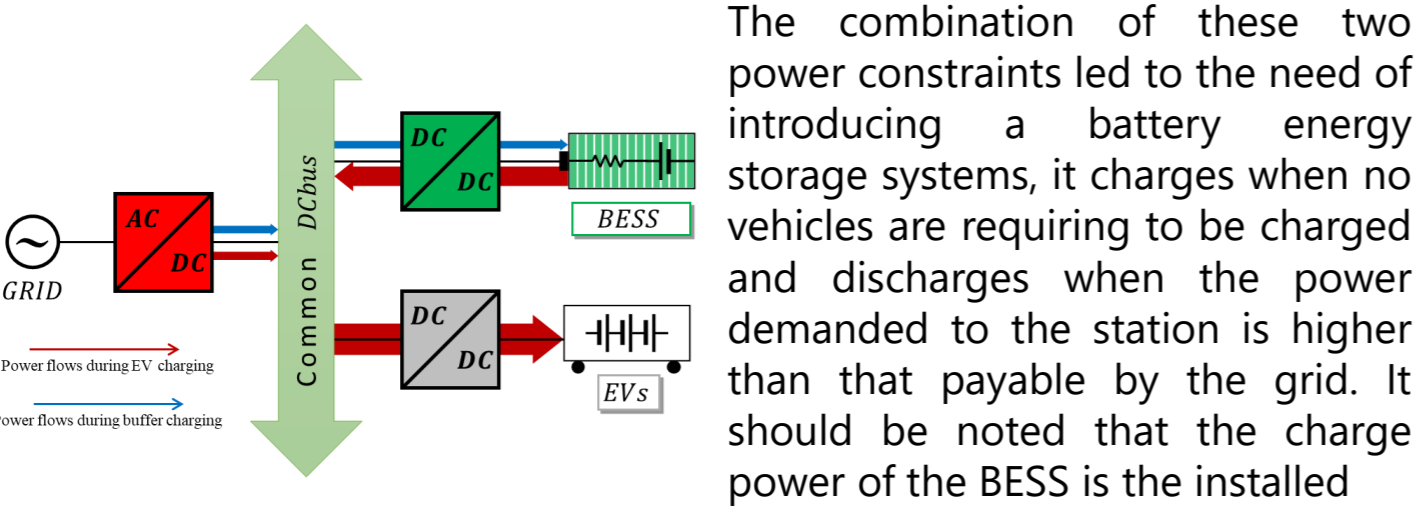 AC
DC
GRID
Common DCbus
DC
DC
BESS
DC
DC
EVs
Power flows during EV charging
Power flows during buffer charging
The combination of these two
power constraints led to the need of
introducing a battery energy
storage systems, it charges when no
vehicles are requiring to be charged
and discharges when the power
demanded to the station is higher
than that payable by the grid. It
should be noted that the charge
power of the BESS is the installed